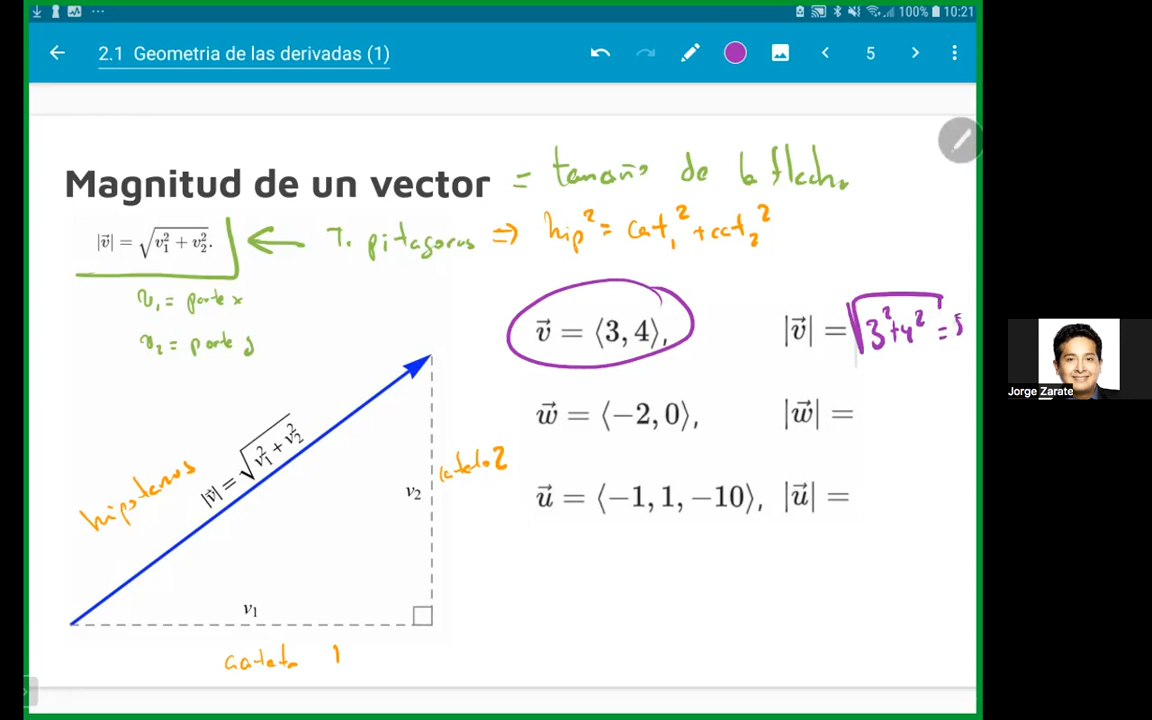 100% 10:21
2.1 Geometria de las derivadas (1)
5
Magnitud de un vector = tamaño de la flecha
|v⃗| = √(v₁² + v₂²). ← T. pitagoras ⇒ hip² = cat₁² + cat₂²
v₁ = parte x
v₂ = parte y
v⃗ = ⟨3, 4⟩, |v⃗| = √(3² + 4²) = 5
w⃗ = ⟨−2, 0⟩, |w⃗| =
u⃗ = ⟨−1, 1, −10⟩, |u⃗| =
hipotenus
|v⃗| = √(v₁² + v₂²)
v₂
cateto 2
v₁
cateto 1
Jorge Zarate